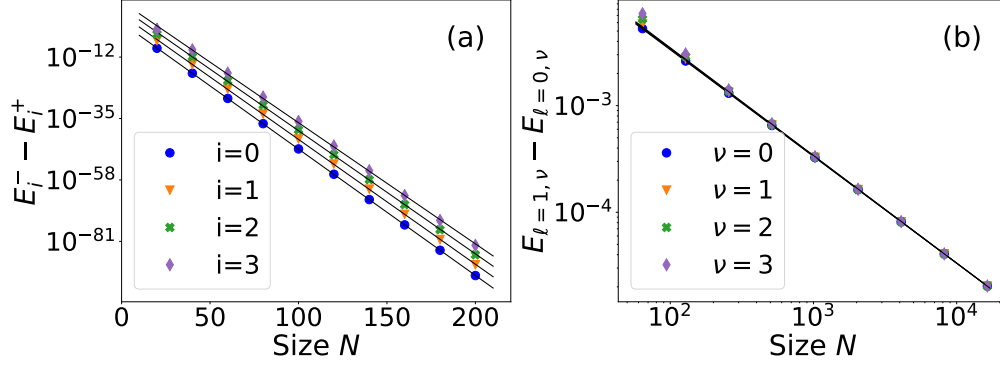 (a)
E_i^- − E_i^+
10^{−12}
10^{−35}
10^{−58}
10^{−81}
i=0
i=1
i=2
i=3
0 50 100 150 200
Size N
(b)
E_{ℓ=1,ν} − E_{ℓ=0,ν}
10^{−3}
10^{−4}
ν = 0
ν = 1
ν = 2
ν = 3
10^2 10^3 10^4
Size N